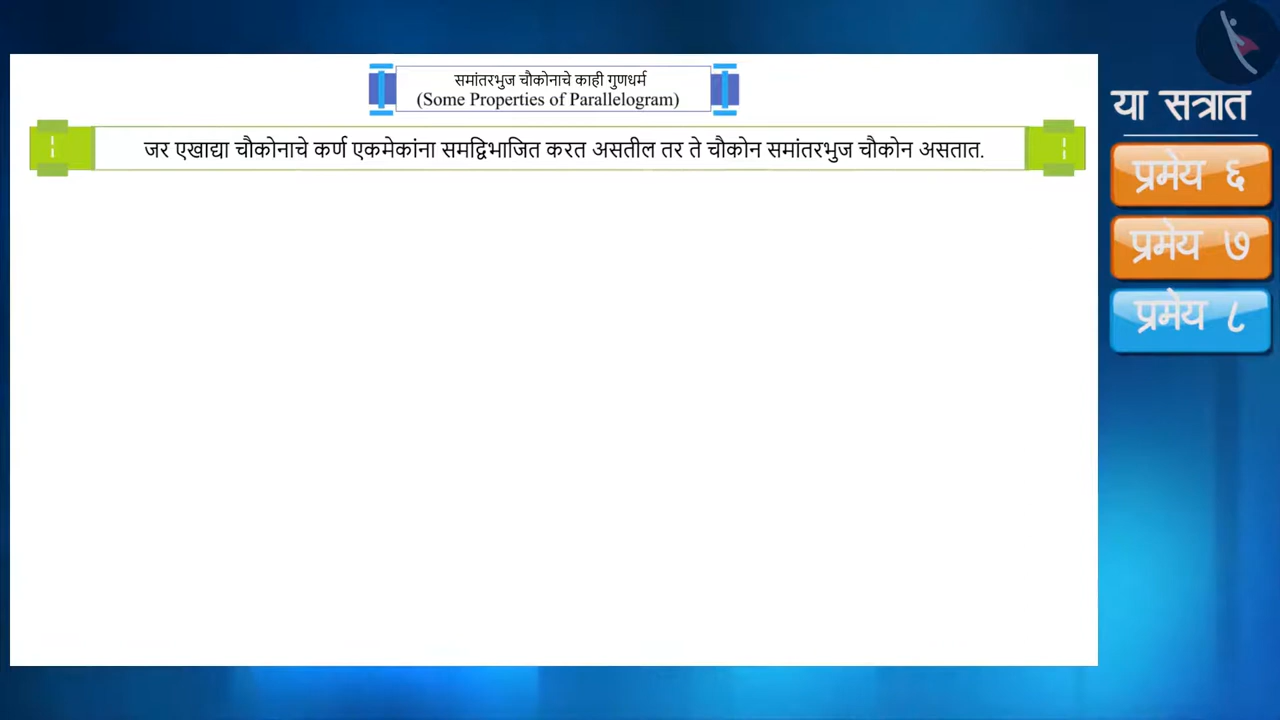 समांतरभुज चौकोनाचे काही गुणधर्म
(Some Properties of Parallelogram)
जर एखाद्या चौकोनाचे कर्ण एकमेकांना समद्विभाजित करत असतील तर ते चौकोन समांतरभुज चौकोन असतात.
या सत्रात
प्रमेय ६
प्रमेय ७
प्रमेय ८